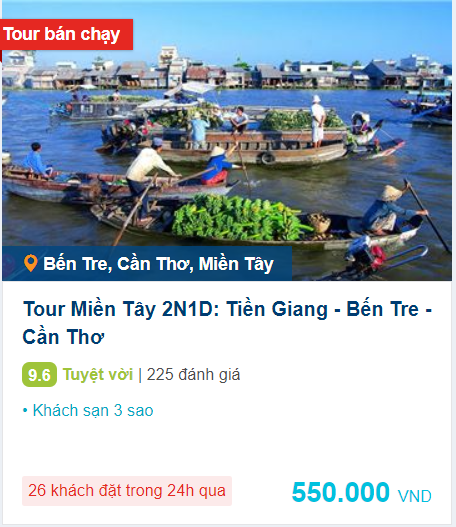 Tour bán chạy
Bến Tre, Cần Thơ, Miền Tây
Tour Miền Tây 2N1D: Tiền Giang - Bến Tre -
Cần Thơ
9.6 Tuyệt vời | 225 đánh giá
• Khách sạn 3 sao
26 khách đặt trong 24h qua
550.000 VND